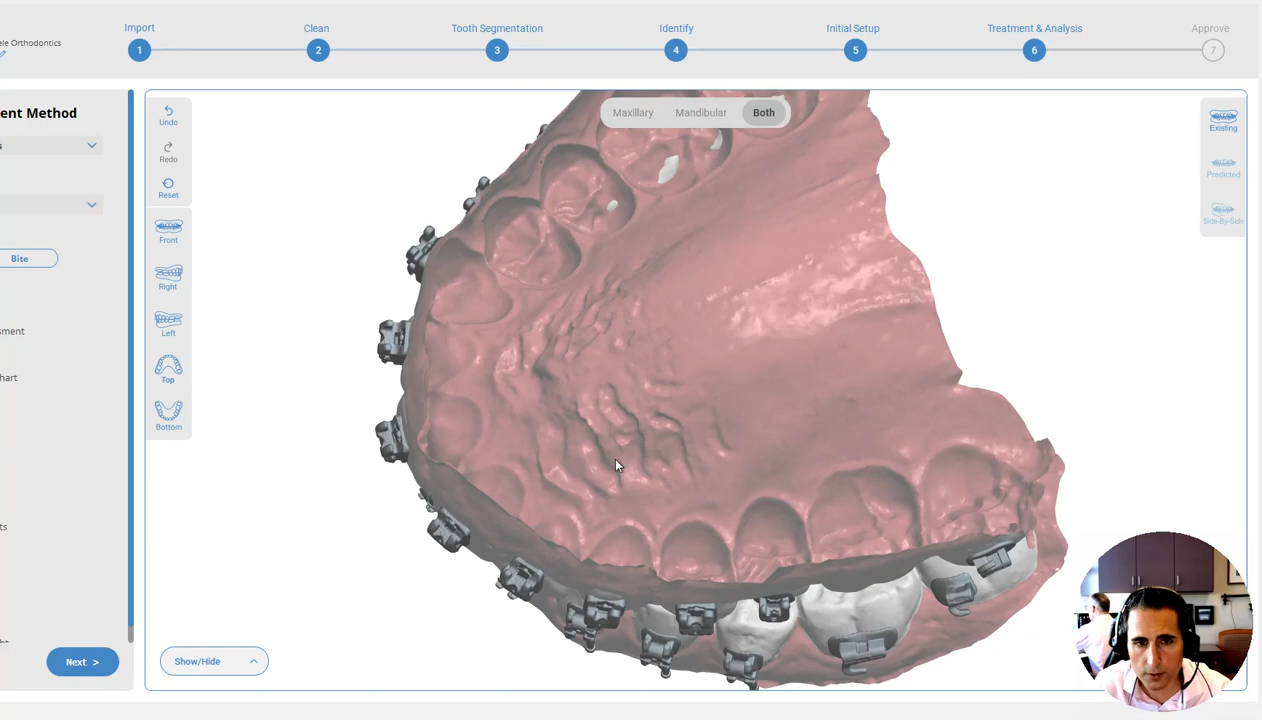 Import
Clean
Tooth Segmentation
Identify
Initial Setup
Treatment & Analysis
Approve
1
2
3
4
5
6
7
ele Orthodontics
ent Method
s
Bite
sment
hart
ts
Next >
Undo
Redo
Reset
Front
Right
Left
Top
Bottom
Maxillary
Mandibular
Both
Existing
Predicted
Side-By-Side
Show/Hide